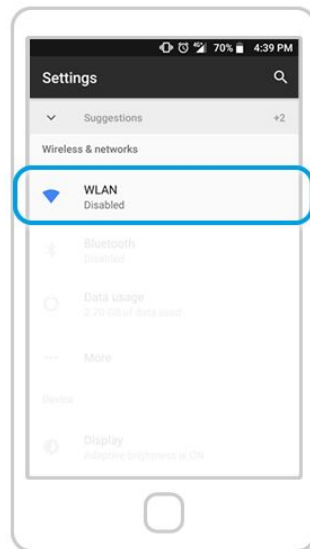 4G 70% 4:39 PM
Settings
Suggestions +2
Wireless & networks
WLAN
Disabled
Bluetooth
Disabled
Data usage
2.70 GB of data used
More
Device
Display
Adaptive brightness is ON